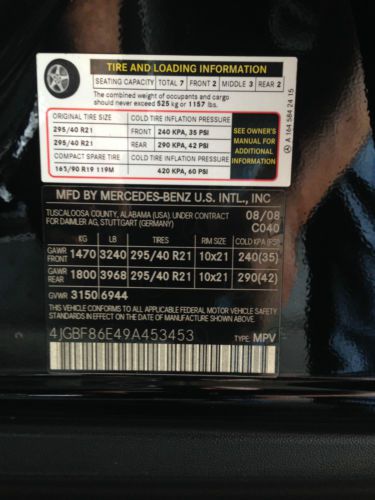 TIRE AND LOADING INFORMATION
SEATING CAPACITY TOTAL 7 FRONT 2 MIDDLE 3 REAR 2
The combined weight of occupants and cargo
should never exceed 525 kg or 1157 lbs.
ORIGINAL TIRE SIZE COLD TIRE INFLATION PRESSURE
295/40 R21 FRONT 240 KPA, 35 PSI
295/40 R21 REAR 290 KPA, 42 PSI
COMPACT SPARE TIRE COLD TIRE INFLATION PRESSURE
165/90 R19 119M 420 KPA, 60 PSI
SEE OWNER'S
MANUAL FOR
ADDITIONAL
INFORMATION
A 164 584 24 15
MFD BY MERCEDES-BENZ U.S. INTL., INC
TUSCALOOSA COUNTY, ALABAMA (USA), UNDER CONTRACT 08/08
FOR DAIMLER AG, STUTTGART (GERMANY) C040
KG LB TIRES RIM SIZE COLD KPA (PSI)
GAWR FRONT 1470 3240 295/40 R21 10x21 240(35)
GAWR REAR 1800 3968 295/40 R21 10x21 290(42)
GVWR 3150 6944
THIS VEHICLE CONFORMS TO ALL APPLICABLE FEDERAL MOTOR VEHICLE SAFETY
STANDARDS IN EFFECT ON THE DATE OF MANUFACTURE SHOWN ABOVE.
4JGBF86E49A453453 TYPE: MPV